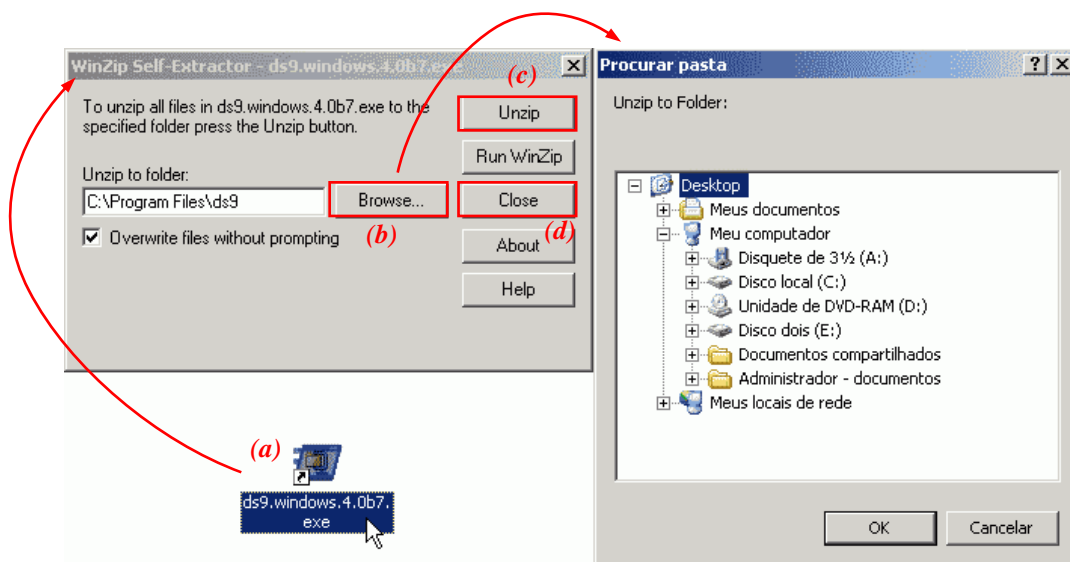 WinZip Self-Extractor - ds9.windows.4.0b7.exe
(c)
To unzip all files in ds9.windows.4.0b7.exe to the
specified folder press the Unzip button.
Unzip
Run WinZip
Unzip to folder:
C:\Program Files\ds9
Browse...
Close
(b)
(d)
Overwrite files without prompting
About
Help
(a)
ds9.windows.4.0b7.
exe
Procurar pasta
Unzip to Folder:
Desktop
Meus documentos
Meu computador
Disquete de 3½ (A:)
Disco local (C:)
Unidade de DVD-RAM (D:)
Disco dois (E:)
Documentos compartilhados
Administrador - documentos
Meus locais de rede
OK
Cancelar